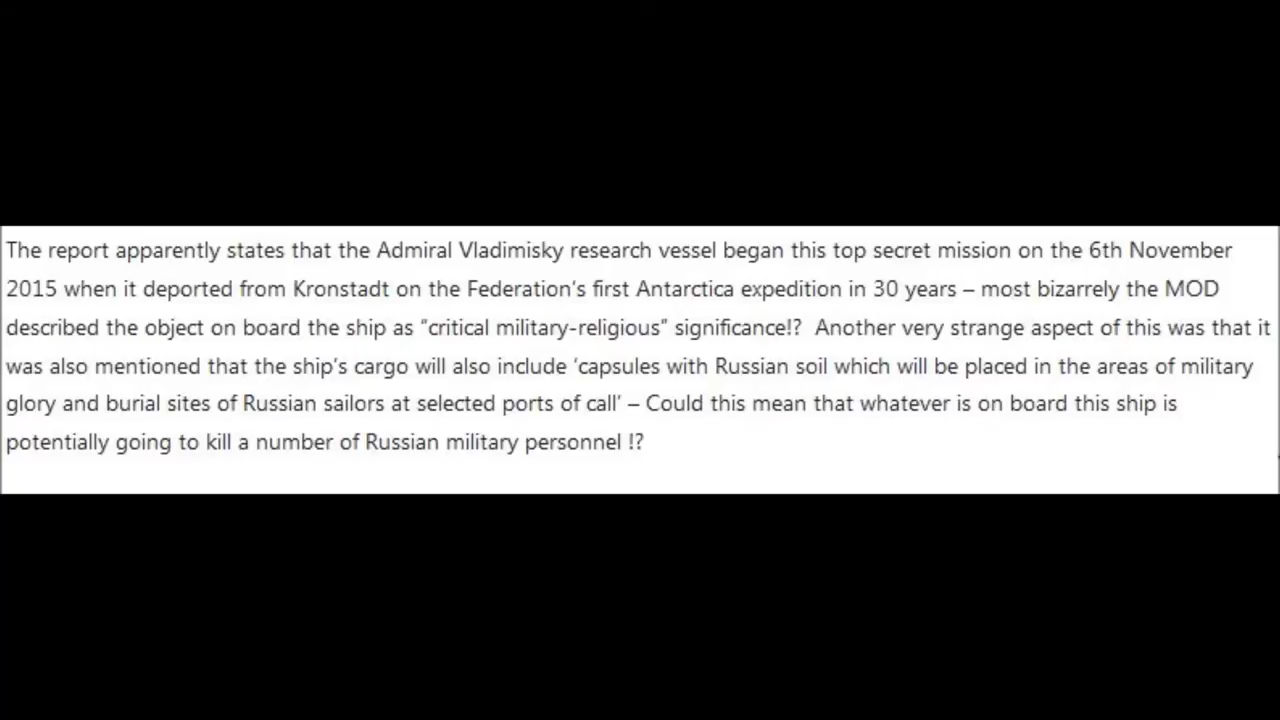 The report apparently states that the Admiral Vladimisky research vessel began this top secret mission on the 6th November
2015 when it deported from Kronstadt on the Federation's first Antarctica expedition in 30 years – most bizarrely the MOD
described the object on board the ship as “critical military-religious” significance!?  Another very strange aspect of this was that it
was also mentioned that the ship's cargo will also include ‘capsules with Russian soil which will be placed in the areas of military
glory and burial sites of Russian sailors at selected ports of call’ – Could this mean that whatever is on board this ship is
potentially going to kill a number of Russian military personnel !?